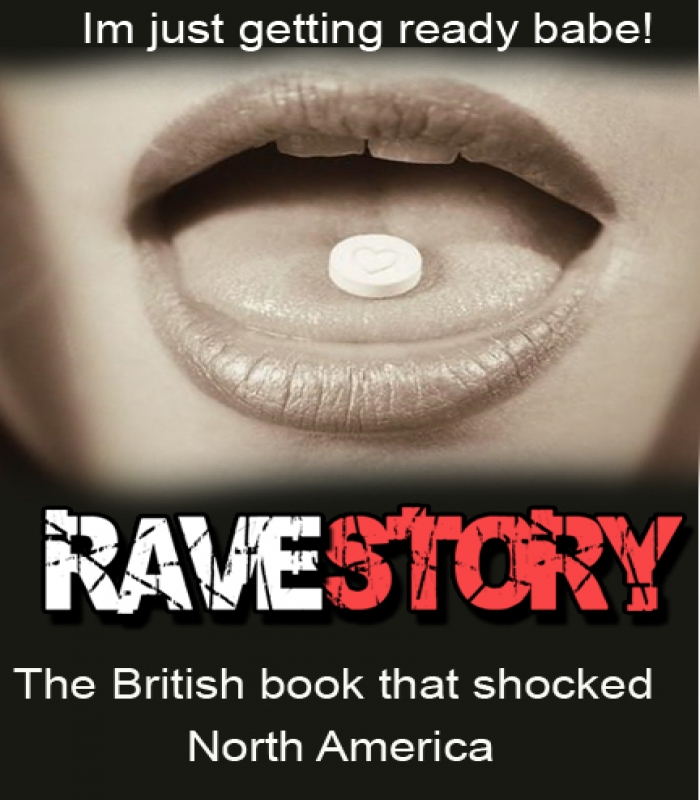 Im just getting ready babe!
RAVESTORY
The British book that shocked
North America